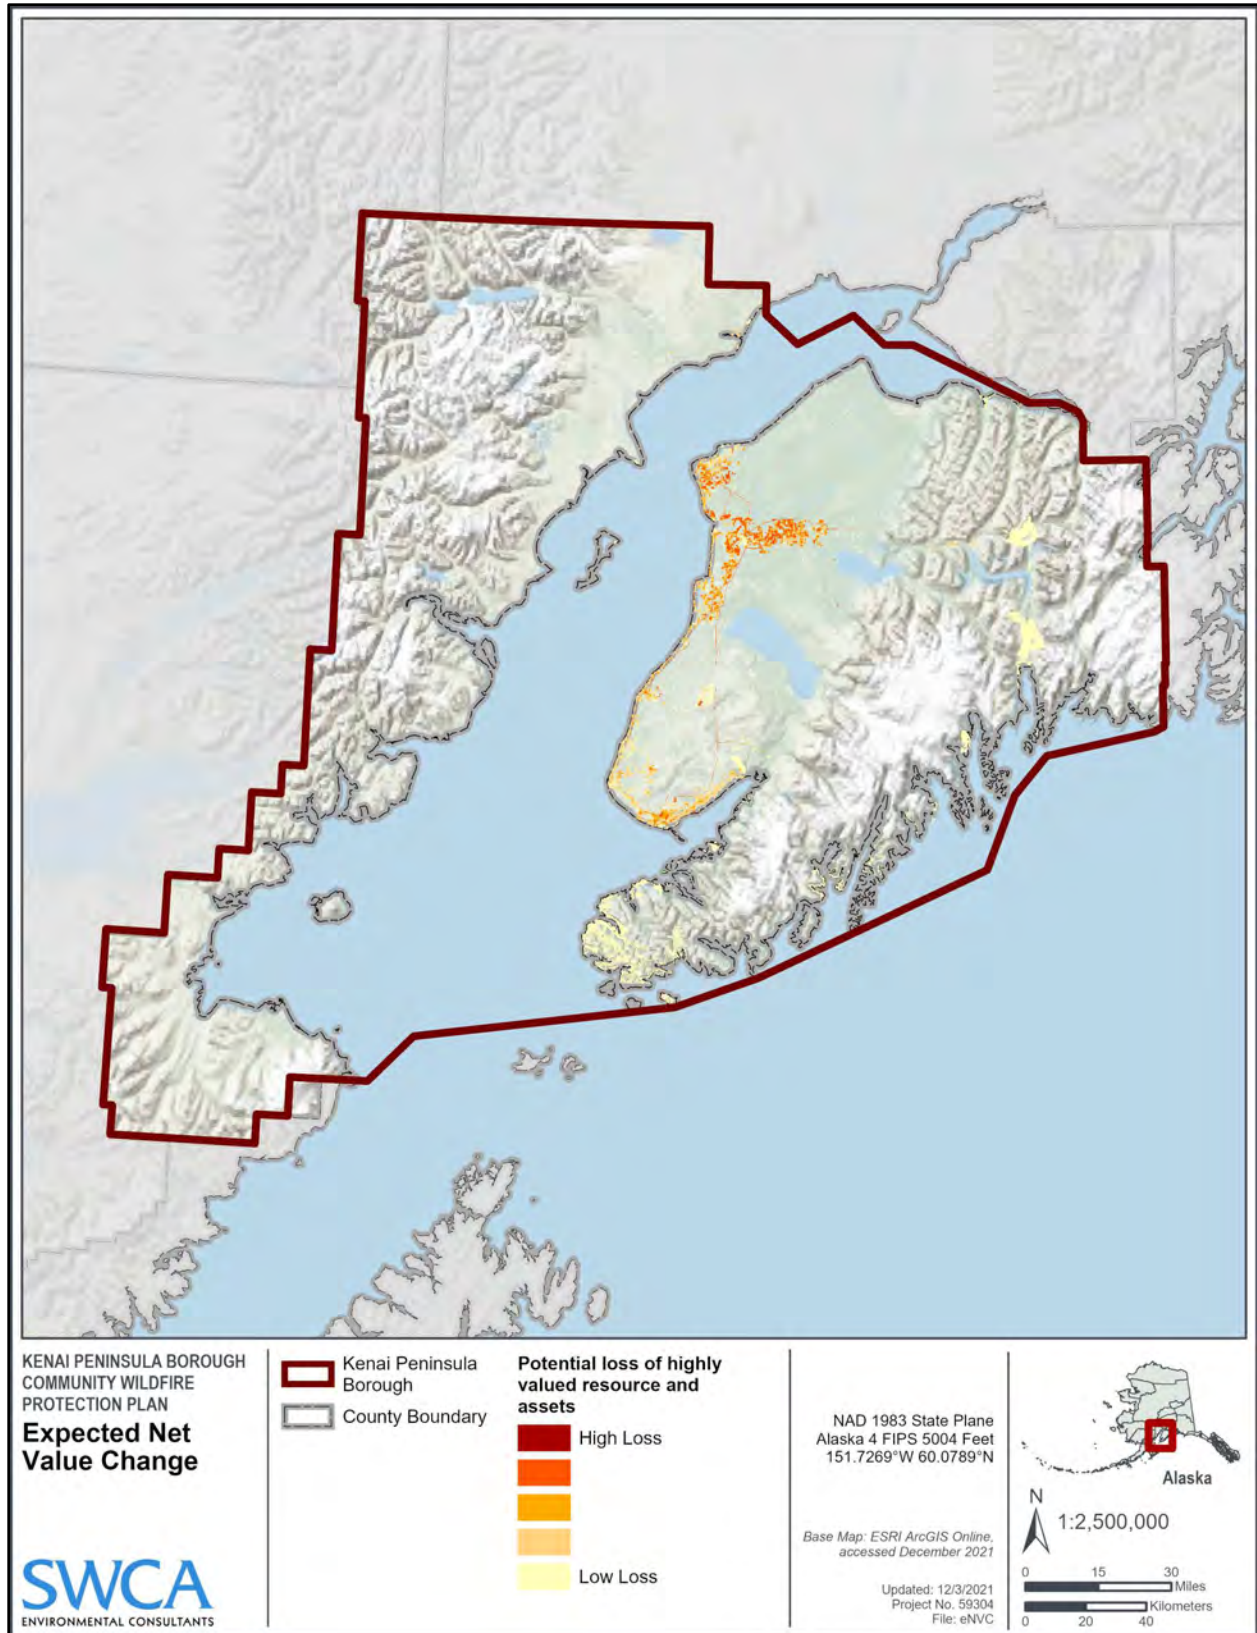 KENAI PENINSULA BOROUGH
COMMUNITY WILDFIRE
PROTECTION PLAN
Expected Net
Value Change
SWCA
ENVIRONMENTAL CONSULTANTS
Kenai Peninsula
Borough
County Boundary
Potential loss of highly
valued resource and
assets
High Loss
Low Loss
NAD 1983 State Plane
Alaska 4 FIPS 5004 Feet
151.7269°W 60.0789°N
Base Map: ESRI ArcGIS Online,
accessed December 2021
Updated: 12/3/2021
Project No. 59304
File: eNVC
Alaska
N
1:2,500,000
0 15 30
Miles
Kilometers
0 20 40